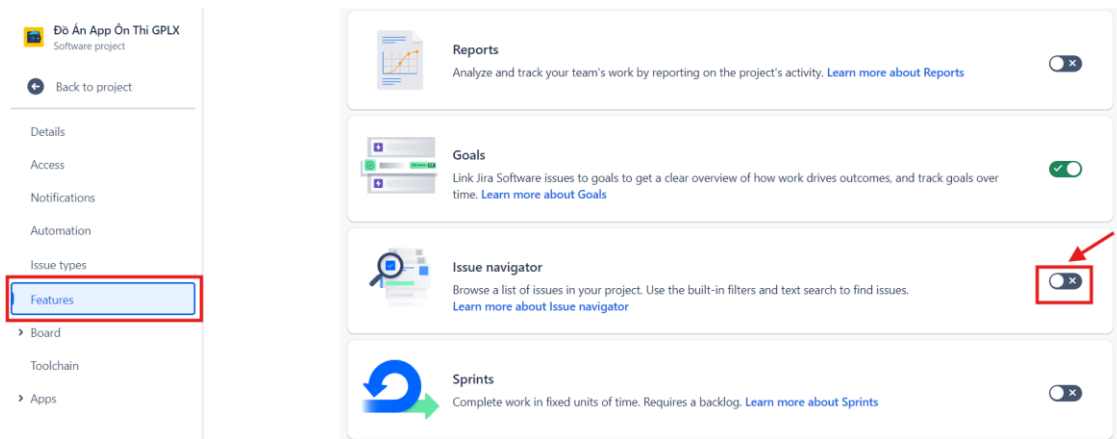 Đồ Án App Ôn Thi GPLX
Software project
Back to project
Details
Access
Notifications
Automation
Issue types
Features
Board
Toolchain
Apps
Reports
Analyze and track your team's work by reporting on the project's activity. Learn more about Reports
Goals
Link Jira Software issues to goals to get a clear overview of how work drives outcomes, and track goals over
time. Learn more about Goals
Issue navigator
Browse a list of issues in your project. Use the built-in filters and text search to find issues.
Learn more about Issue navigator
Sprints
Complete work in fixed units of time. Requires a backlog. Learn more about Sprints